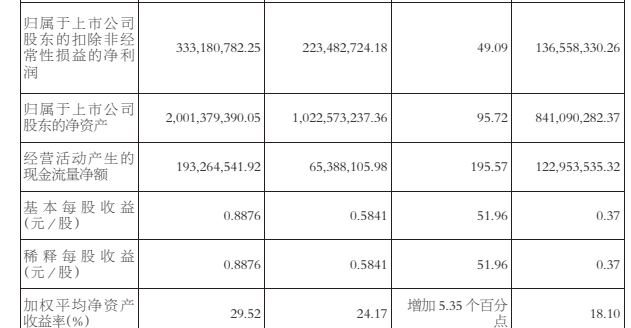 归属于上市公司
股东的扣除非经
常性损益的净利
润
333,180,782.25 223,482,724.18 49.09 136,558,330.26
归属于上市公司
股东的净资产
2,001,379,390.05 1,022,573,237.36 95.72 841,090,282.37
经营活动产生的
现金流量净额
193,264,541.92 65,388,105.98 195.57 122,953,535.32
基本每股收益
(元/股)
0.8876 0.5841 51.96 0.37
稀释每股收益
(元/股)
0.8876 0.5841 51.96 0.37
加权平均净资产
收益率(%)
29.52 24.17 增加 5.35 个百分
点
18.10